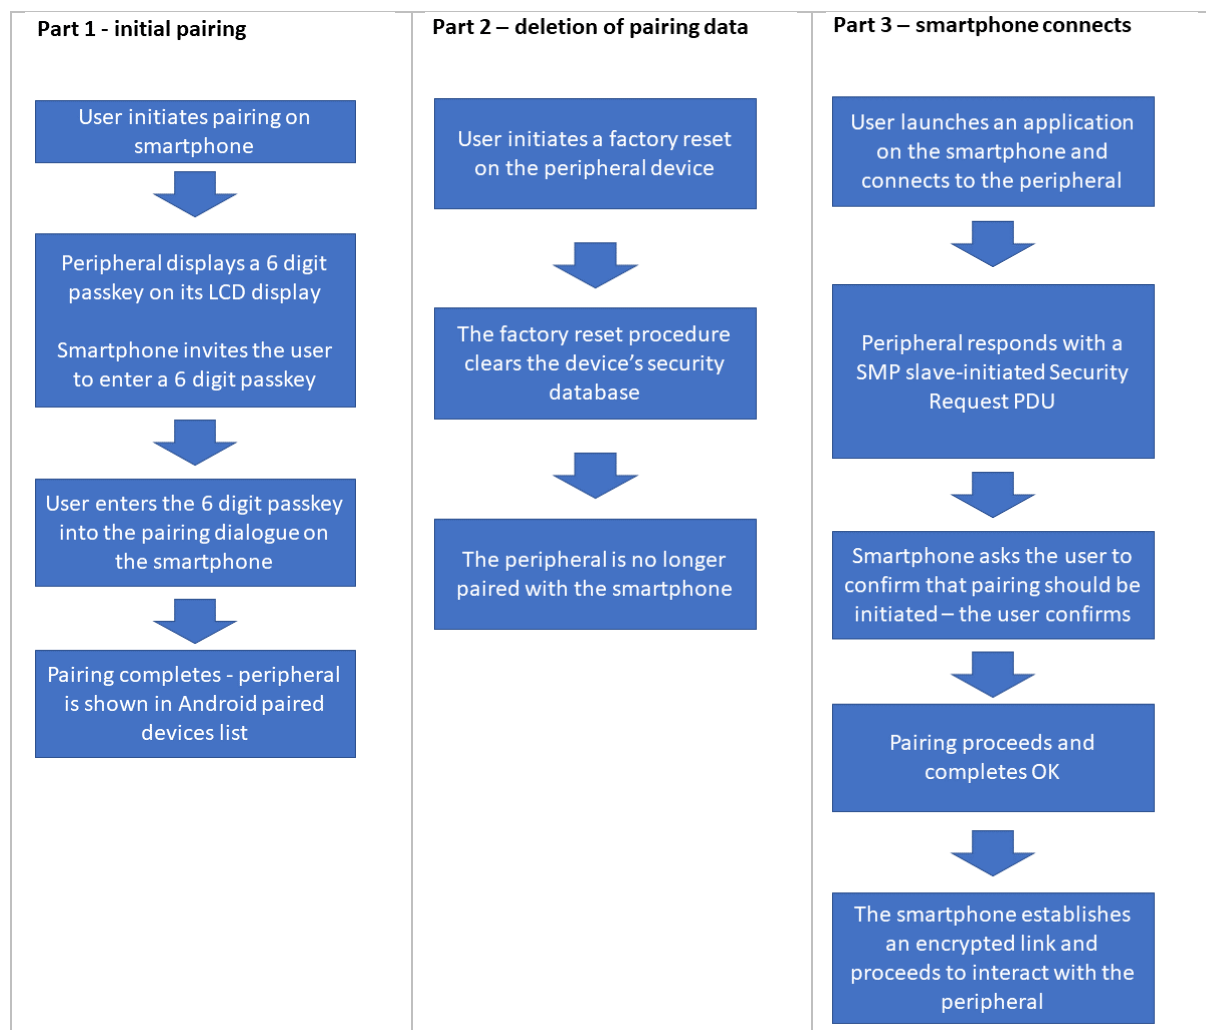 Part 1 - initial pairing
User initiates pairing on
smartphone
Peripheral displays a 6 digit
passkey on its LCD display
Smartphone invites the user
to enter a 6 digit passkey
User enters the 6 digit passkey
into the pairing dialogue on
the smartphone
Pairing completes - peripheral
is shown in Android paired
devices list
Part 2 – deletion of pairing data
User initiates a factory reset
on the peripheral device
The factory reset procedure
clears the device’s security
database
The peripheral is no longer
paired with the smartphone
Part 3 – smartphone connects
User launches an application
on the smartphone and
connects to the peripheral
Peripheral responds with a
SMP slave-initiated Security
Request PDU
Smartphone asks the user to
confirm that pairing should be
initiated – the user confirms
Pairing proceeds and
completes OK
The smartphone establishes
an encrypted link and
proceeds to interact with the
peripheral